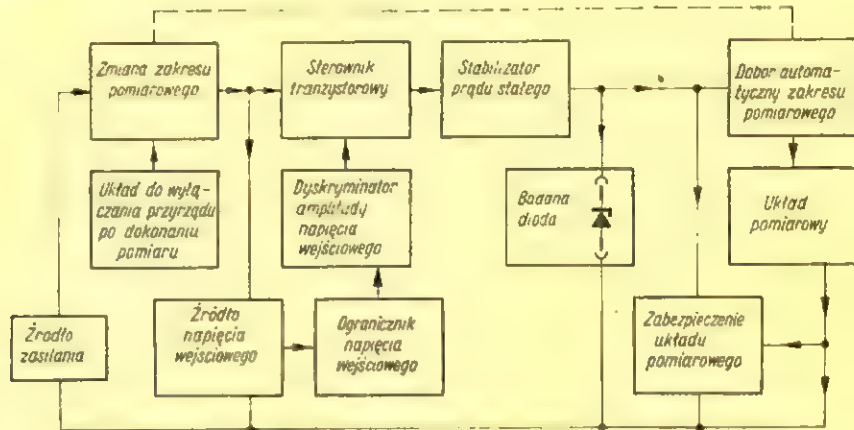 Zmiana zakresu
pomiarowego
Sterownik
tranzystorowy
Stabilizator
prądu stałego
Dobór automa-
tyczny zakresu
pomiarowego
Układ do wyłą-
czania przyrządu
po dokonaniu
pomiaru
Dyskryminator
amplitudy
napięcia
wejściowego
Badana
dioda
Układ
pomiarowy
Źródło
zasilania
Źródło
napięcia
wejściowego
Ogranicznik
napięcia
wejściowego
Zabezpieczenie
układu
pomiarowego